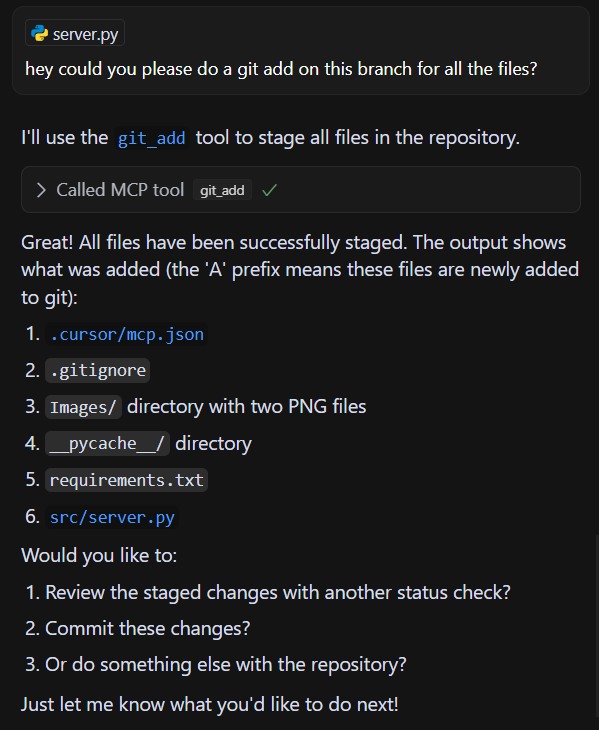 server.py
hey could you please do a git add on this branch for all the files?
I'll use the git_add tool to stage all files in the repository.
Called MCP tool git_add
Great! All files have been successfully staged. The output shows
what was added (the 'A' prefix means these files are newly added
to git):
1. .cursor/mcp.json
2. .gitignore
3. Images/ directory with two PNG files
4. __pycache__/ directory
5. requirements.txt
6. src/server.py
Would you like to:
1. Review the staged changes with another status check?
2. Commit these changes?
3. Or do something else with the repository?
Just let me know what you'd like to do next!